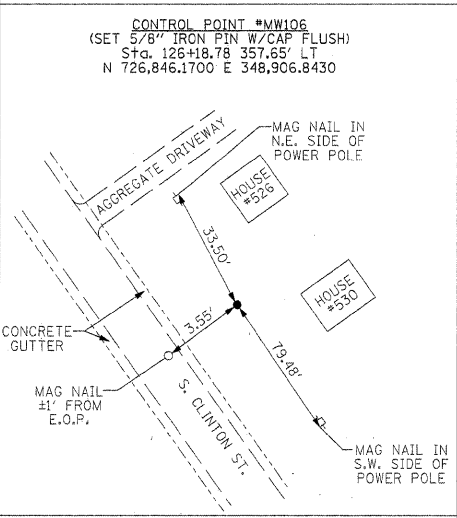 CONTROL POINT #MW106
(SET 5/8" IRON PIN W/CAP FLUSH)
Sta. 126+18.78 357.65' LT
N 726,846.1700 E 348,906.8430
MAG NAIL IN
N.E. SIDE OF
POWER POLE
AGGREGATE DRIVEWAY
HOUSE
#526
33.50'
HOUSE
#530
3.55'
CONCRETE
GUTTER
79.48'
MAG NAIL
±1' FROM
E.O.P.
S. CLINTON ST.
MAG NAIL IN
S.W. SIDE OF
POWER POLE